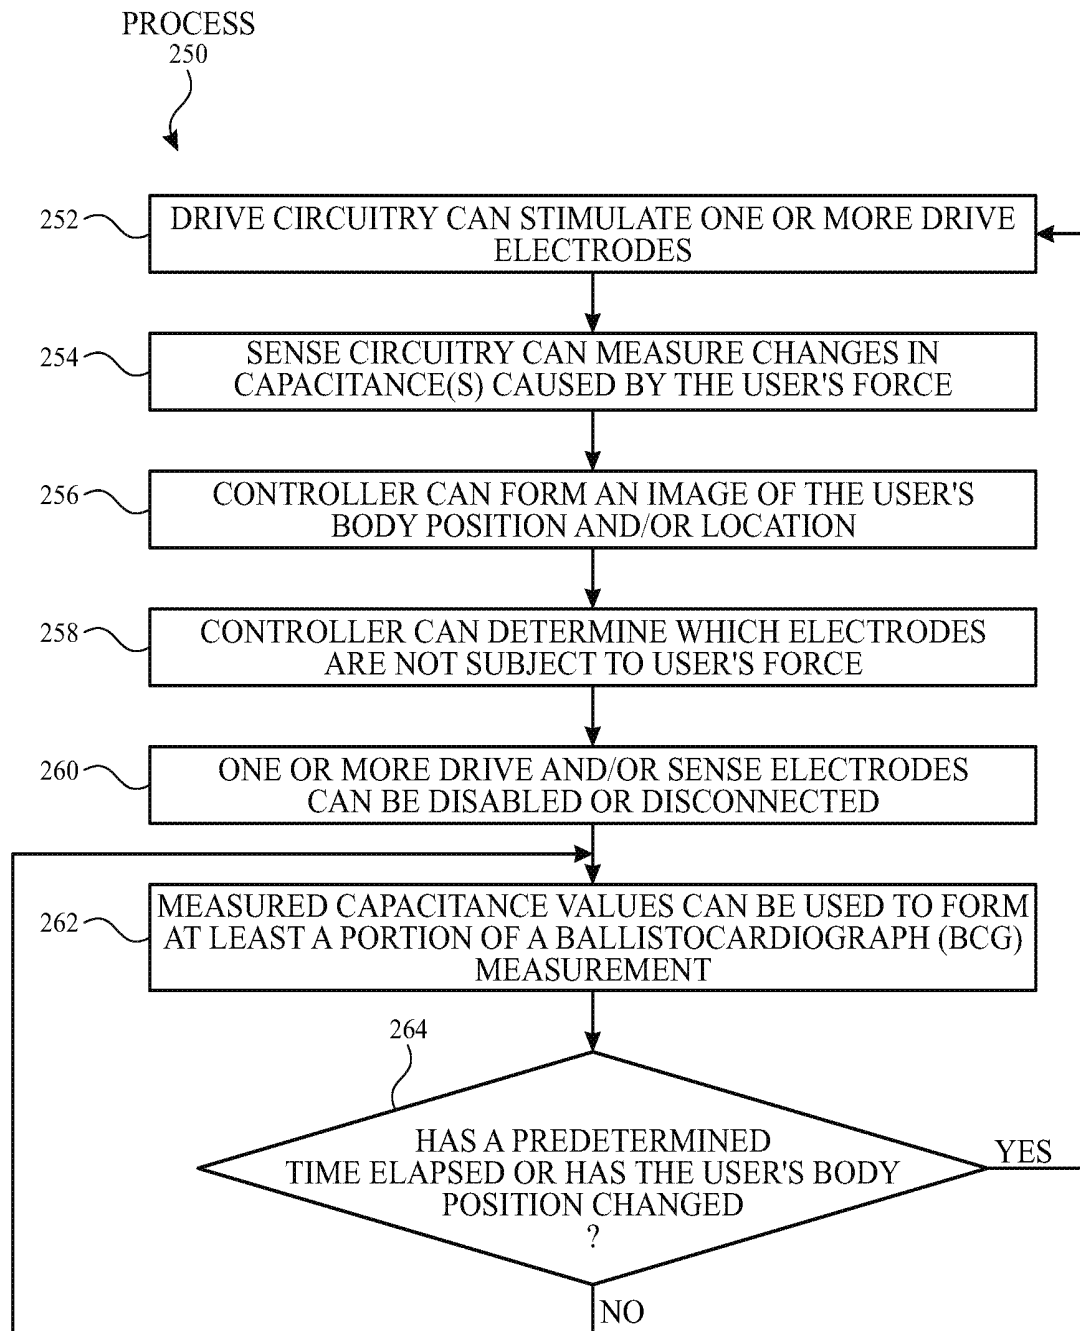 PROCESS
250
252
DRIVE CIRCUITRY CAN STIMULATE ONE OR MORE DRIVE
ELECTRODES
254
SENSE CIRCUITRY CAN MEASURE CHANGES IN
CAPACITANCE(S) CAUSED BY THE USER'S FORCE
256
CONTROLLER CAN FORM AN IMAGE OF THE USER'S
BODY POSITION AND/OR LOCATION
258
CONTROLLER CAN DETERMINE WHICH ELECTRODES
ARE NOT SUBJECT TO USER'S FORCE
260
ONE OR MORE DRIVE AND/OR SENSE ELECTRODES
CAN BE DISABLED OR DISCONNECTED
262
MEASURED CAPACITANCE VALUES CAN BE USED TO FORM
AT LEAST A PORTION OF A BALLISTOCARDIOGRAPH (BCG)
MEASUREMENT
264
HAS A PREDETERMINED
TIME ELAPSED OR HAS THE USER'S BODY
POSITION CHANGED
?
YES
NO